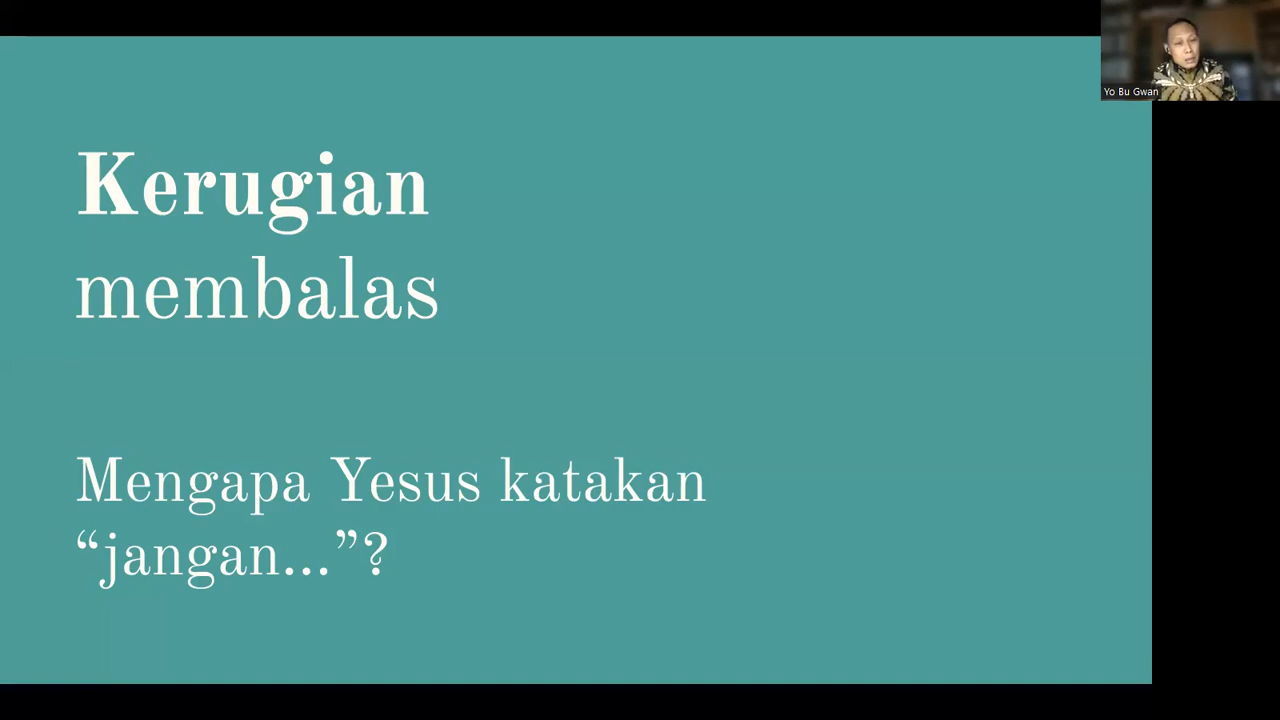 Yo Bu Gwan
Kerugian
membalas
Mengapa Yesus katakan
“jangan...”?